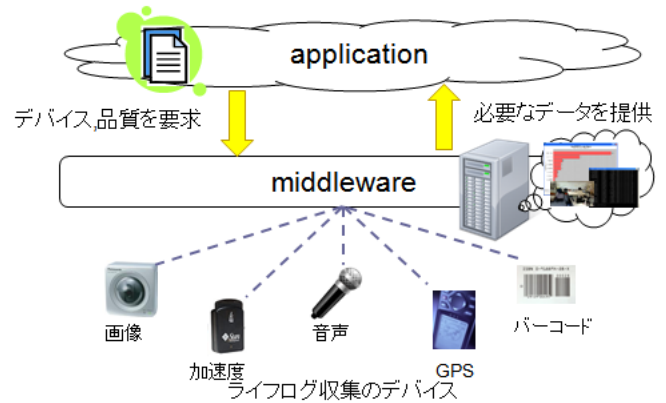 application
デバイス,品質を要求
必要なデータを提供
middleware
画像
加速度
音声
GPS
バーコード
ライフログ収集のデバイス